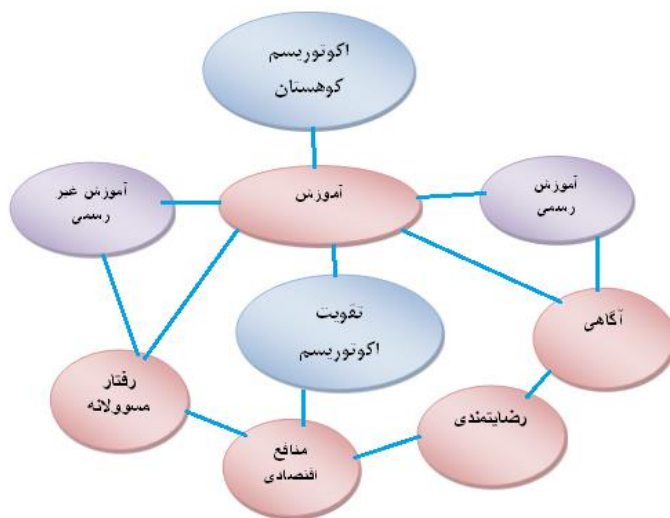 اکوتوریسم
کوهستان
آموزش
رسمی
آموزش
آموزش غیر
رسمی
آگاهی
تقویت
اکوتوریسم
رفتار
مسوولانه
رضایتمندی
منافع
اقتصادی